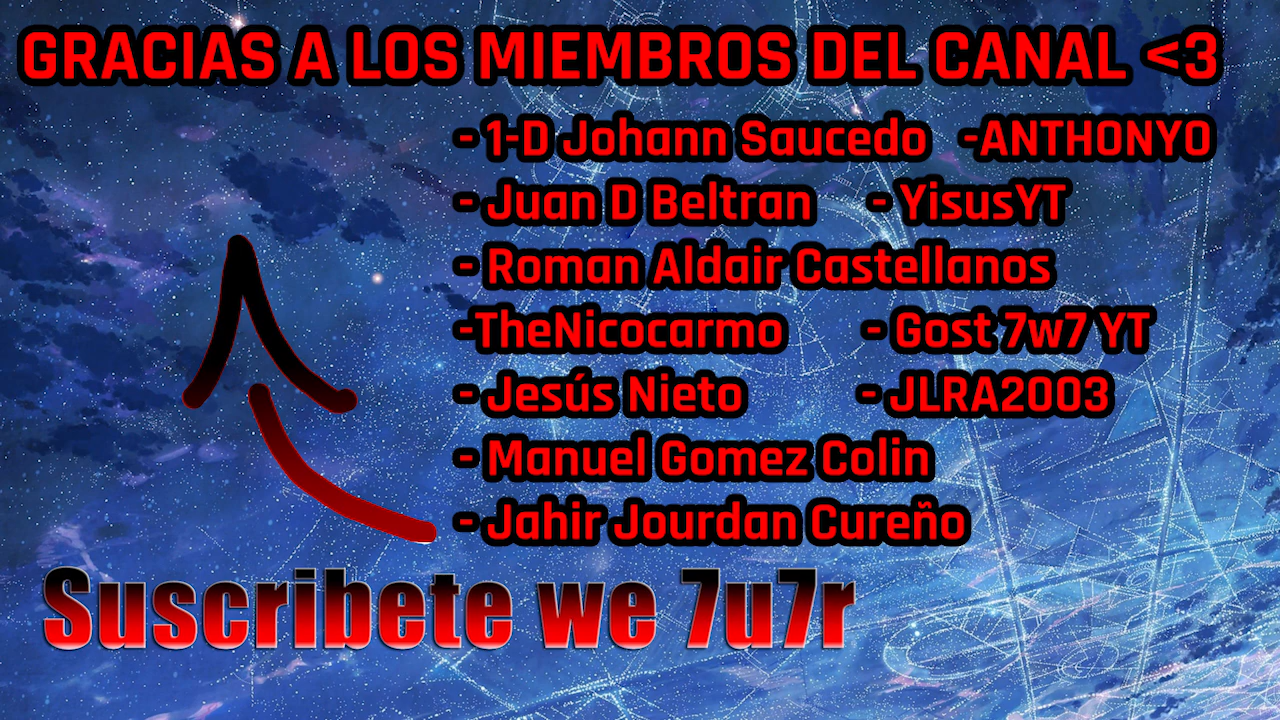 GRACIAS A LOS MIEMBROS DEL CANAL <3
- 1-D Johann Saucedo -ANTHONYO
- Juan D Beltran - YisusYT
- Roman Aldair Castellanos
-TheNicocarmo - Gost 7w7 YT
- Jesús Nieto - JLRA2003
- Manuel Gomez Colin
- Jahir Jourdan Cureño
Suscribete we 7u7r